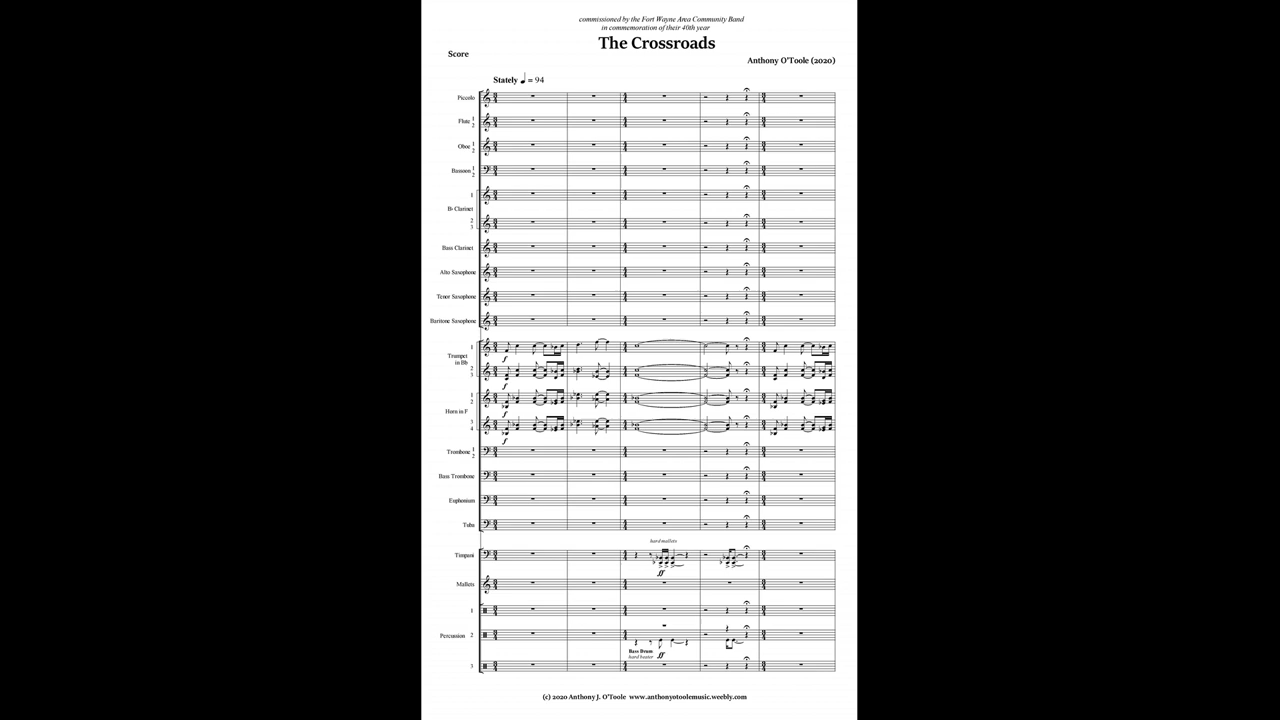 commissioned by the Fort Wayne Area Community Band
in commemoration of their 40th year
The Crossroads
Score
Anthony O'Toole (2020)
Stately ♩ = 94
Piccolo
Flute 1 2
Oboe 1 2
Bassoon 1 2
1
B♭ Clarinet
2
3
Bass Clarinet
Alto Saxophone
Tenor Saxophone
Baritone Saxophone
1
Trumpet
in Bb
2
3
f
f
1
2
Horn in F
3
4
f
f
Trombone 1 2
Bass Trombone
Euphonium
Tuba
hard mallets
Timpani
ff
Mallets
1
Percussion 2
Bass Drum
hard beater ff
3
(c) 2020 Anthony J. O'Toole www.anthonyotoolemusic.weebly.com